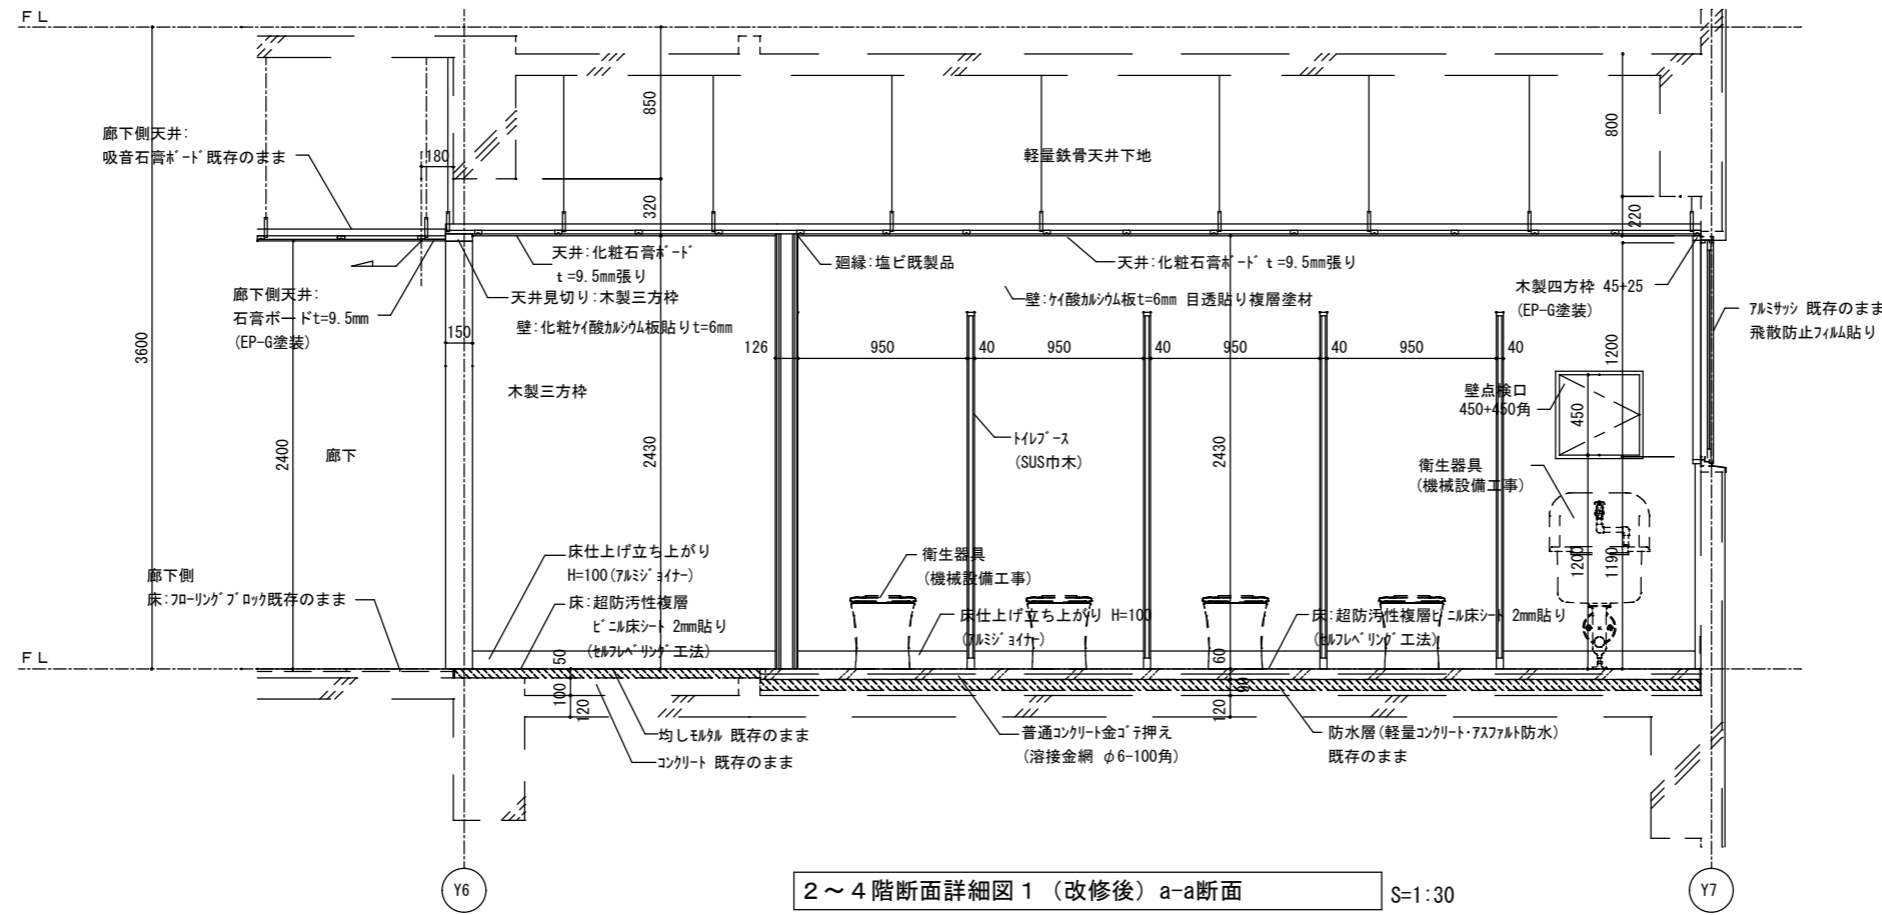 FL
850
800
廊下側天井:
吸音石膏ﾎﾞｰﾄﾞ既存のまま
180
軽量鉄骨天井下地
320
220
天井:化粧石膏ﾎﾞｰﾄﾞ
t=9.5mm張り
廻縁:塩ビ既製品
天井:化粧石膏ﾎﾞｰﾄﾞ t=9.5mm張り
廊下側天井:
石膏ボードt=9.5mm
(EP-G塗装)
天井見切り:木製三方枠
壁:ｹｲ酸ｶﾙｼｳﾑ板t=6mm 目透貼り複層塗材
木製四方枠 45+25
(EP-G塗装)
ｱﾙﾐｻｯｼ 既存のまま
飛散防止ﾌｨﾙﾑ貼り
150
壁:化粧ｹｲ酸ｶﾙｼｳﾑ板貼りt=6mm
3600
126
950
40
950
40
950
40
950
40
1200
木製三方枠
壁点検口
450+450角
450
2400
廊下
2430
ﾄｲﾚﾌﾞｰｽ
(SUS巾木)
2430
衛生器具
(機械設備工事)
床仕上げ立ち上がり
H=100(ｱﾙﾐｼﾞｮｲﾅｰ)
衛生器具
(機械設備工事)
1200
1190
廊下側
床:ﾌﾛｰﾘﾝｸﾞﾌﾞﾛｯｸ既存のまま
床:超防汚性複層
ﾋﾞﾆﾙ床ｼｰﾄ 2mm貼り
(ｾﾙﾌﾚﾍﾞﾘﾝｸﾞ工法)
床仕上げ立ち上がり H=100
(ｱﾙﾐｼﾞｮｲﾅｰ)
床:超防汚性複層ﾋﾞﾆﾙ床ｼｰﾄ 2mm貼り
(ｾﾙﾌﾚﾍﾞﾘﾝｸﾞ工法)
FL
50
60
100
90
120
120
均しﾓﾙﾀﾙ 既存のまま
ｺﾝｸﾘｰﾄ 既存のまま
普通ｺﾝｸﾘｰﾄ金ｺﾞﾃ押え
(溶接金網 φ6-100角)
防水層(軽量ｺﾝｸﾘｰﾄ･ｱｽﾌｧﾙﾄ防水)
既存のまま
Y6
2～4階断面詳細図1（改修後）a-a断面
S=1:30
Y7